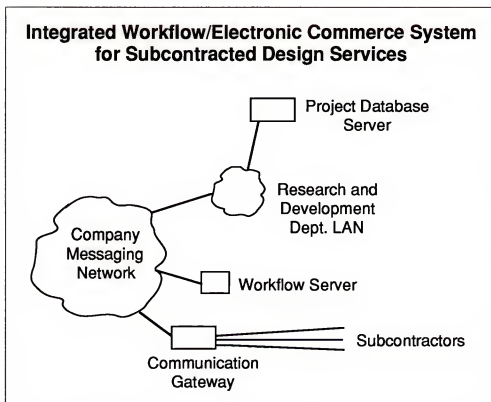 Integrated Workflow/Electronic Commerce System
for Subcontracted Design Services
Project Database
Server
Research and
Development
Dept. LAN
Company
Messaging
Network
Workflow Server
Subcontractors
Communication
Gateway